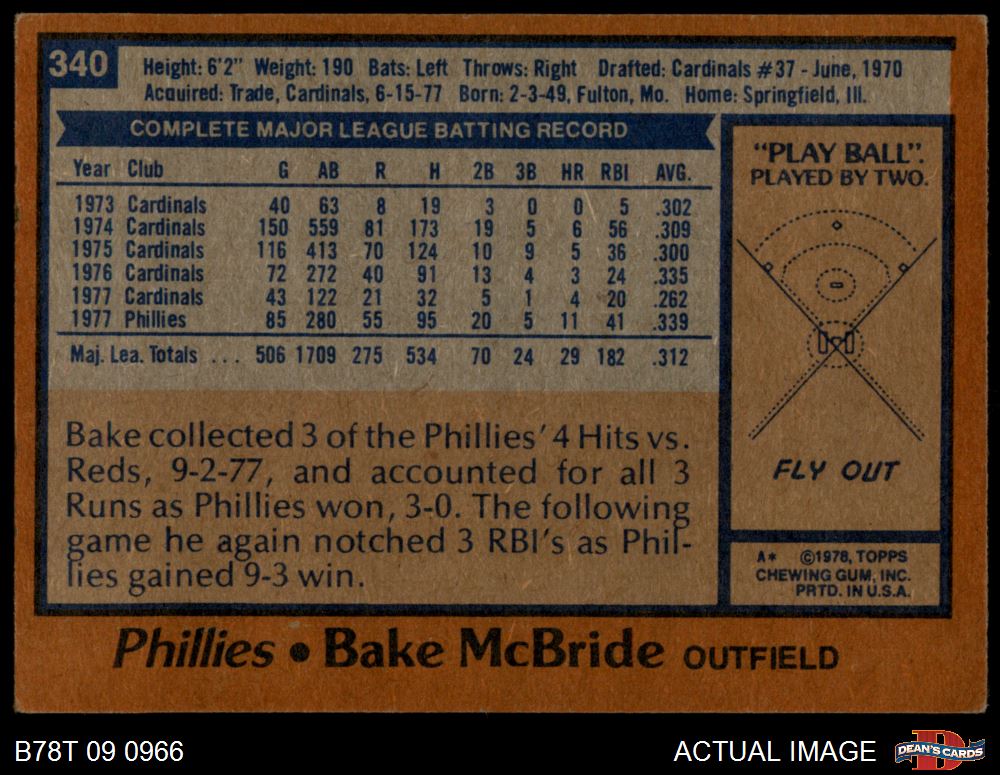 340
Height: 6'2" Weight: 190 Bats: Left Throws: Right Drafted: Cardinals #37 - June, 1970
Acquired: Trade, Cardinals, 6-15-77 Born: 2-3-49, Fulton, Mo. Home: Springfield, Ill.
COMPLETE MAJOR LEAGUE BATTING RECORD
Year Club G AB R H 2B 3B HR RBI AVG.
1973 Cardinals 40 63 8 19 3 0 0 5 .302
1974 Cardinals 150 559 81 173 19 5 6 56 .309
1975 Cardinals 116 413 70 124 10 9 5 36 .300
1976 Cardinals 72 272 40 91 13 4 3 24 .335
1977 Cardinals 43 122 21 32 5 1 4 20 .262
1977 Phillies 85 280 55 95 20 5 11 41 .339
Maj. Lea. Totals ... 506 1709 275 534 70 24 29 182 .312
Bake collected 3 of the Phillies' 4 Hits vs.
Reds, 9-2-77, and accounted for all 3
Runs as Phillies won, 3-0. The following
game he again notched 3 RBI's as Phil-
lies gained 9-3 win.
"PLAY BALL".
PLAYED BY TWO.
FLY OUT
A* ©1978, TOPPS
CHEWING GUM, INC.
PRTD. IN U.S.A.
Phillies • Bake McBride OUTFIELD
B78T 09 0966
ACTUAL IMAGE
D
DEAN'S CARDS